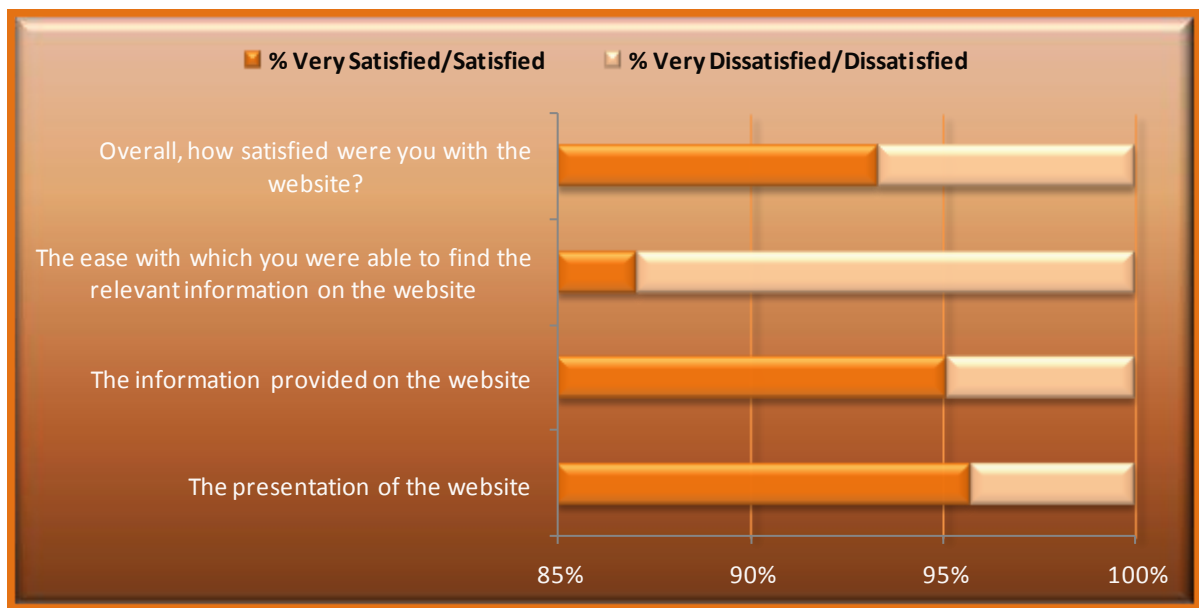 % Very Satisfied/Satisfied % Very Dissatisfied/Dissatisfied
Overall, how satisfied were you with the
website?
The ease with which you were able to find the
relevant information on the website
The information provided on the website
The presentation of the website
85% 90% 95% 100%